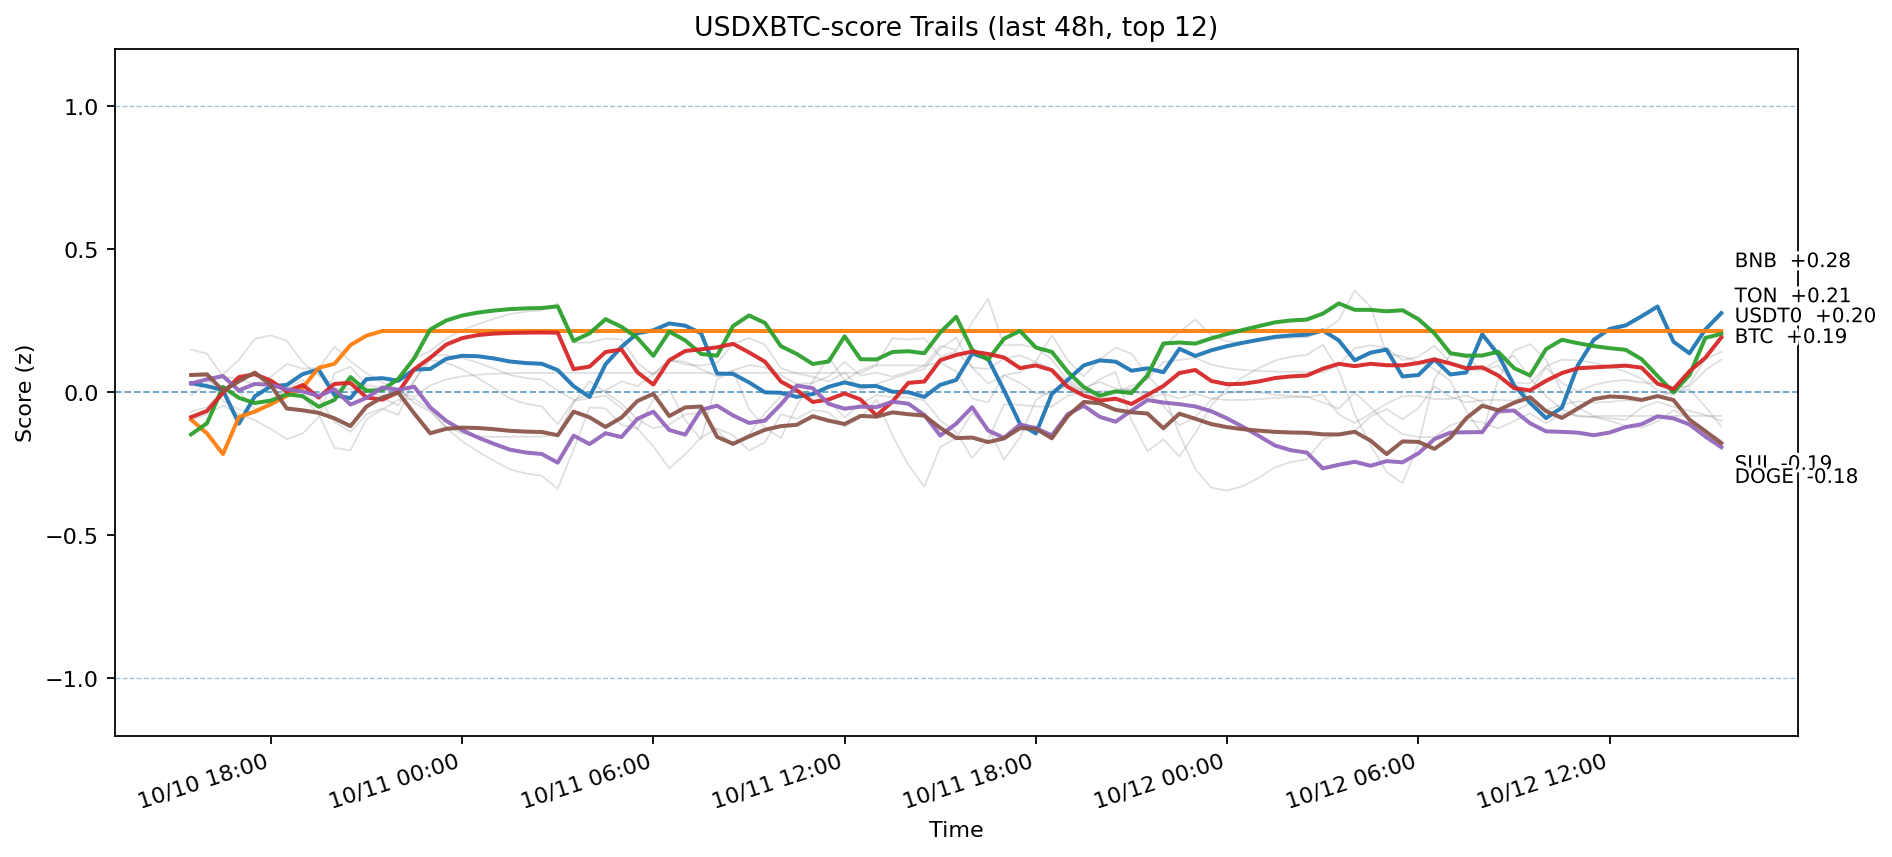 USDXBTC-score Trails (last 48h, top 12)
Score (z)
1.0
0.5
0.0
−0.5
−1.0
BNB +0.28
TON +0.21
USDT0 +0.20
BTC +0.19
-0.19
DOGE -0.18
10/10 18:00
10/11 00:00
10/11 06:00
10/11 12:00
10/11 18:00
10/12 00:00
10/12 06:00
10/12 12:00
Time